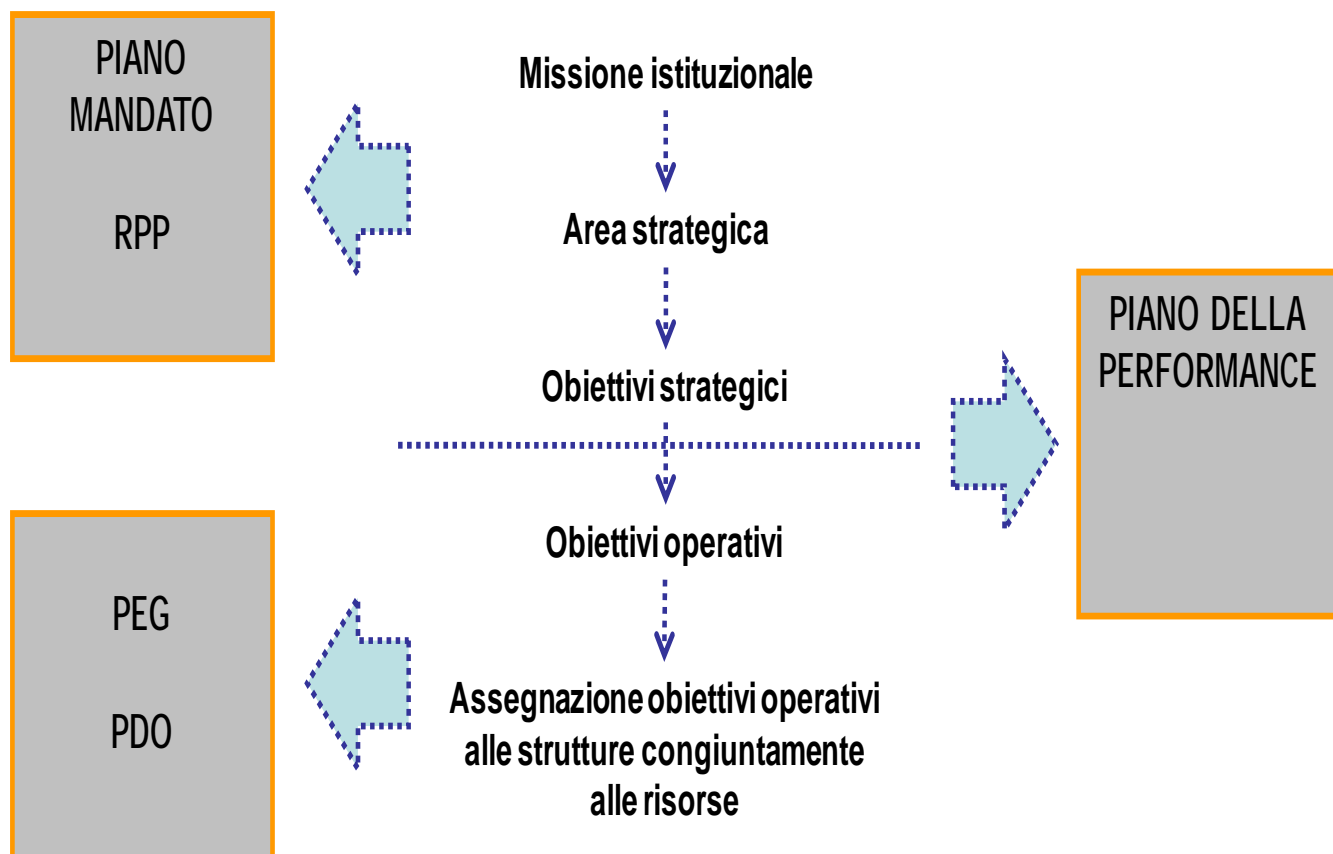 PIANO
MANDATO
RPP
Missione istituzionale
Area strategica
Obiettivi strategici
Obiettivi operativi
Assegnazione obiettivi operativi
alle strutture congiuntamente
alle risorse
PIANO DELLA
PERFORMANCE
PEG
PDO